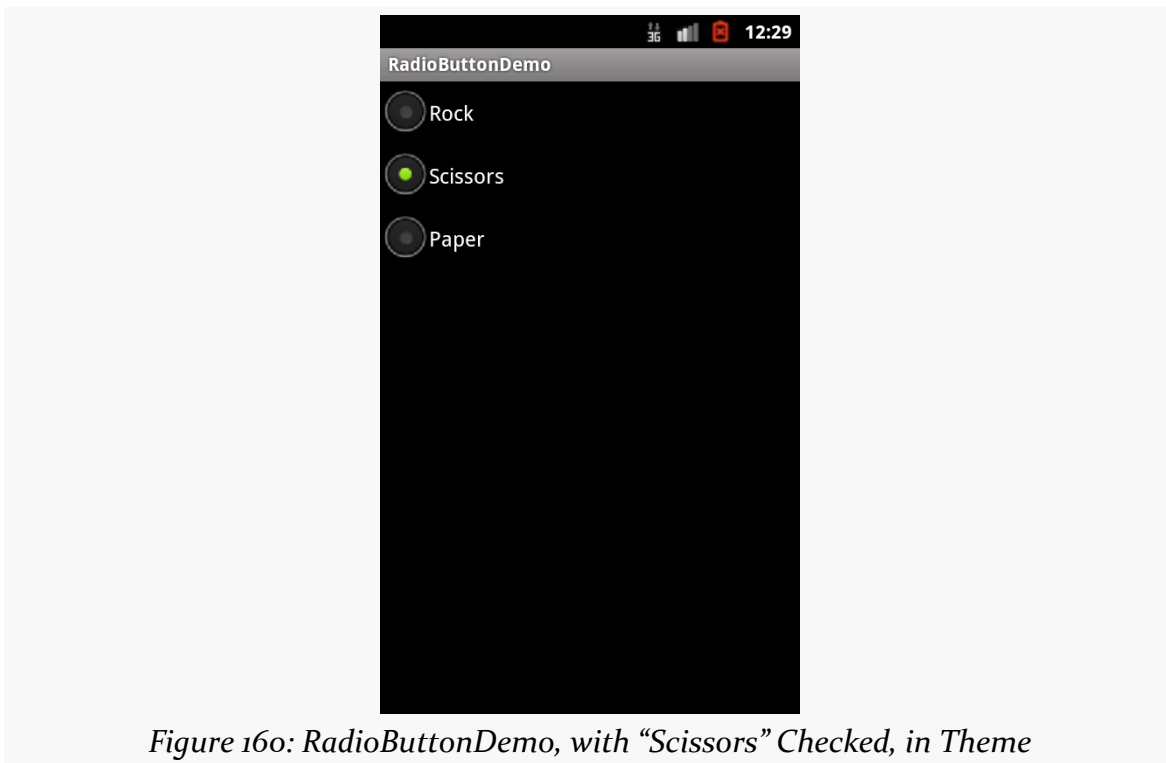 3G 12:29
RadioButtonDemo
Rock
Scissors
Paper
Figure 160: RadioButtonDemo, with “Scissors” Checked, in Theme